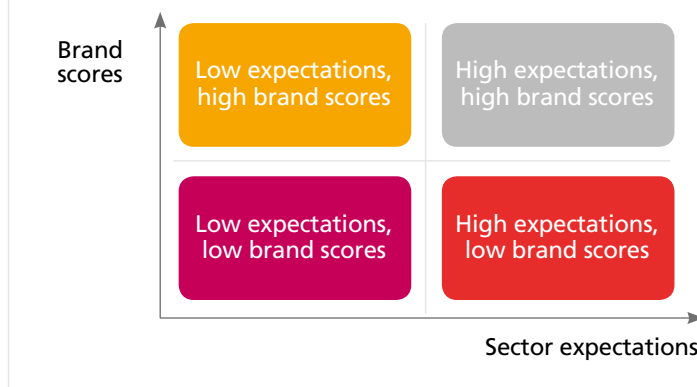 Brand
scores
Low expectations,
high brand scores
High expectations,
high brand scores
Low expectations,
low brand scores
High expectations,
low brand scores
Sector expectations